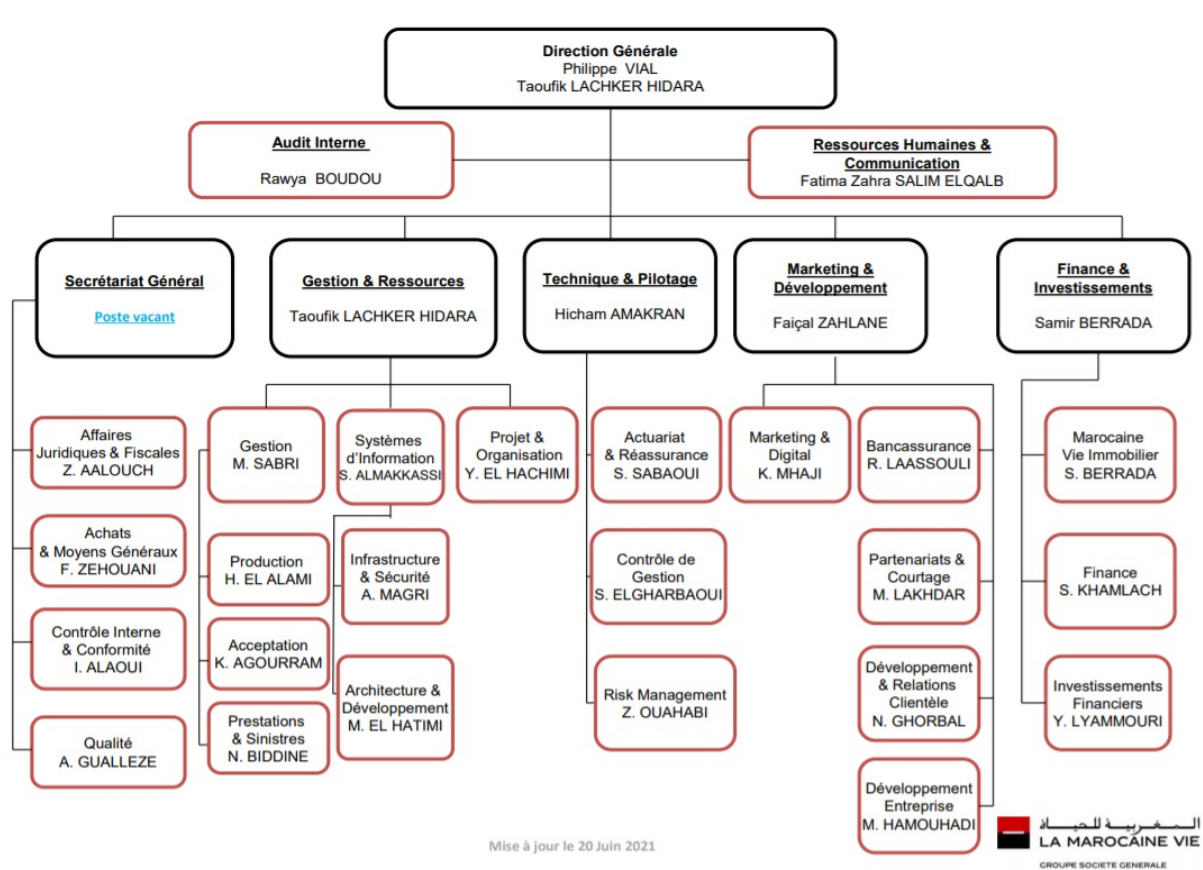 Direction Générale
Philippe VIAL
Taoufik LACHKER HIDARA
Audit Interne
Rawya BOUDOU
Ressources Humaines &
Communication
Fatima Zahra SALIM ELQALB
Secrétariat Général
Poste vacant
Gestion & Ressources
Taoufik LACHKER HIDARA
Technique & Pilotage
Hicham AMAKRAN
Marketing &
Développement
Faiçal ZAHLANE
Finance &
Investissements
Samir BERRADA
Affaires
Juridiques & Fiscales
Z. AALOUCH
Achats
& Moyens Généraux
F. ZEHOUANI
Contrôle Interne
& Conformité
I. ALAOUI
Qualité
A. GUALLEZE
Gestion
M. SABRI
Production
H. EL ALAMI
Acceptation
K. AGOURRAM
Prestations
& Sinistres
N. BIDDINE
Systèmes
d'Information
S. ALMAKKASSI
Infrastructure
& Sécurité
A. MAGRI
Architecture &
Développement
M. EL HATIMI
Projet &
Organisation
Y. EL HACHIMI
Actuariat
& Réassurance
S. SABAOUI
Contrôle de
Gestion
S. ELGHARBAOUI
Risk Management
Z. OUAHABI
Marketing &
Digital
K. MHAJI
Bancassurance
R. LAASSOULI
Partenariats &
Courtage
M. LAKHDAR
Développement
& Relations
Clientèle
N. GHORBAL
Développement
Entreprise
M. HAMOUHADI
Marocaine
Vie Immobilier
S. BERRADA
Finance
S. KHAMLACH
Investissements
Financiers
Y. LYAMMOURI
Mise à jour le 20 Juin 2021
المغربية للحياة
LA MAROCAINE VIE
GROUPE SOCIETE GENERALE